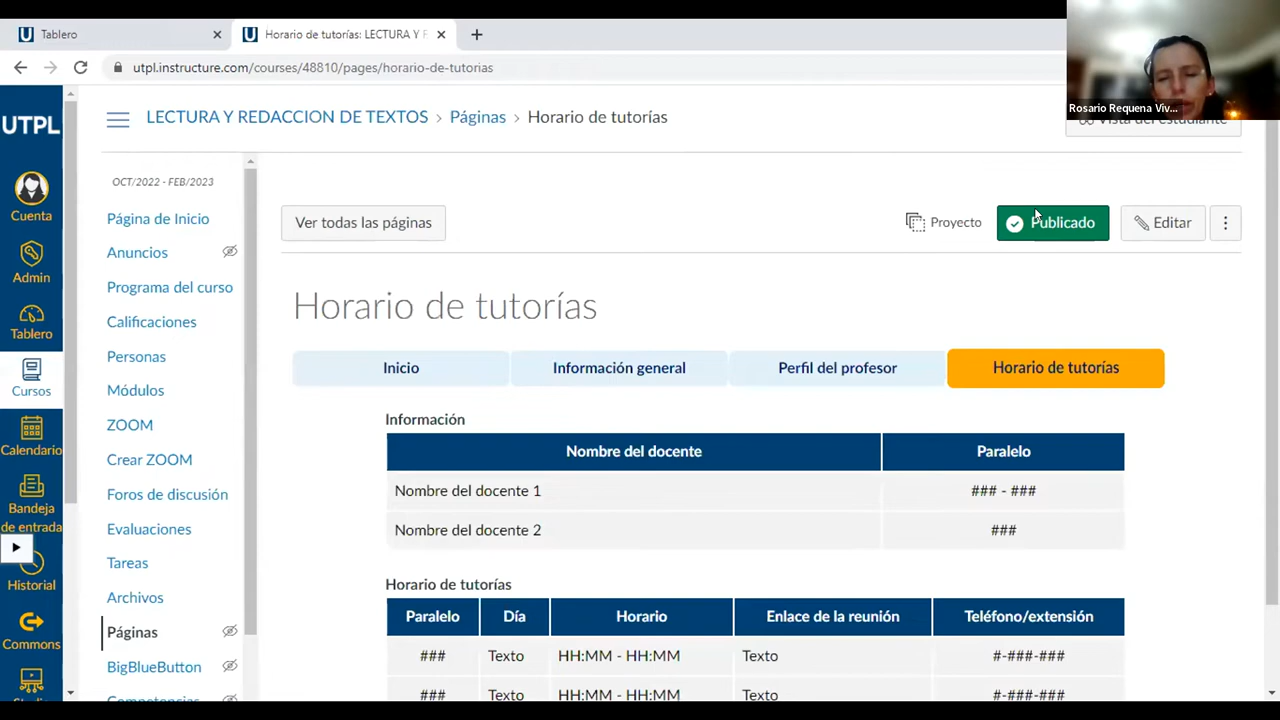 Tablero
Horario de tutorías: LECTURA Y R
utpl.instructure.com/courses/48810/pages/horario-de-tutorias
Rosario Requena Viv...
UTPL
LECTURA Y REDACCION DE TEXTOS > Páginas > Horario de tutorías
Vista del estudiante
Cuenta
Admin
Tablero
Cursos
Calendario
Bandeja
de entrada
Historial
Commons
OCT/2022 - FEB/2023
Página de Inicio
Anuncios
Programa del curso
Calificaciones
Personas
Módulos
ZOOM
Crear ZOOM
Foros de discusión
Evaluaciones
Tareas
Archivos
Páginas
BigBlueButton
Competencias
Ver todas las páginas
Proyecto
Publicado
Editar
Horario de tutorías
Inicio
Información general
Perfil del profesor
Horario de tutorías
Información
Nombre del docente Paralelo
Nombre del docente 1 ### - ###
Nombre del docente 2 ###
Horario de tutorías
Paralelo Día Horario Enlace de la reunión Teléfono/extensión
### Texto HH:MM - HH:MM Texto #-###-###
### Texto HH:MM - HH:MM Texto #-###-###